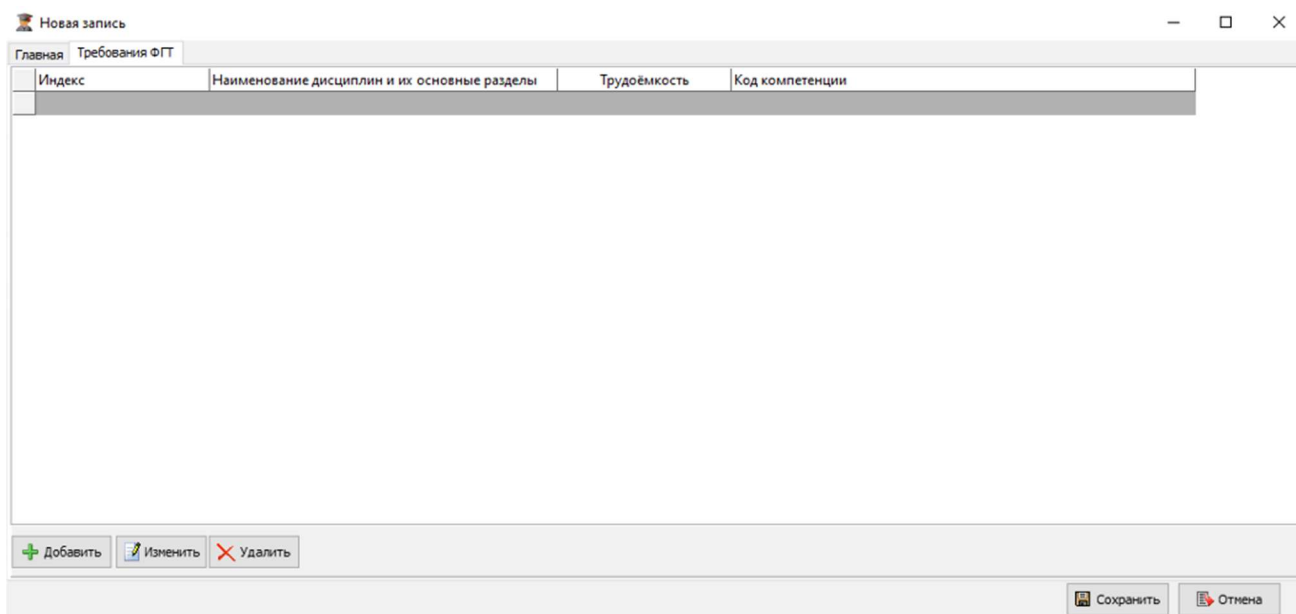 Новая запись
Главная Требования ФГТ
Индекс Наименование дисциплин и их основные разделы Трудоёмкость Код компетенции
Добавить Изменить Удалить
Сохранить Отмена